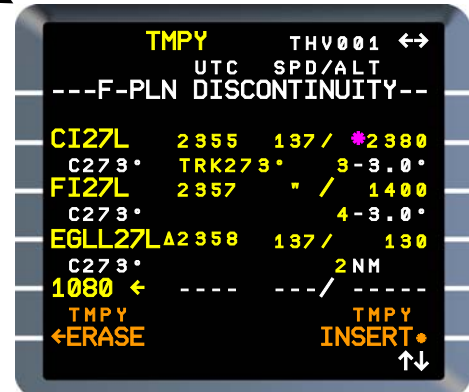 TMPY THV001 ↔
UTC SPD/ALT
---F-PLN DISCONTINUITY--
CI27L 2355 137/ *2380
C273° TRK273° 3-3.0°
FI27L 2357 " / 1400
C273° 4-3.0°
EGLL27L∆2358 137/ 130
C273° 2NM
1080 ← ---- ---/ -----
TMPY TMPY
←ERASE INSERT*
↑↓